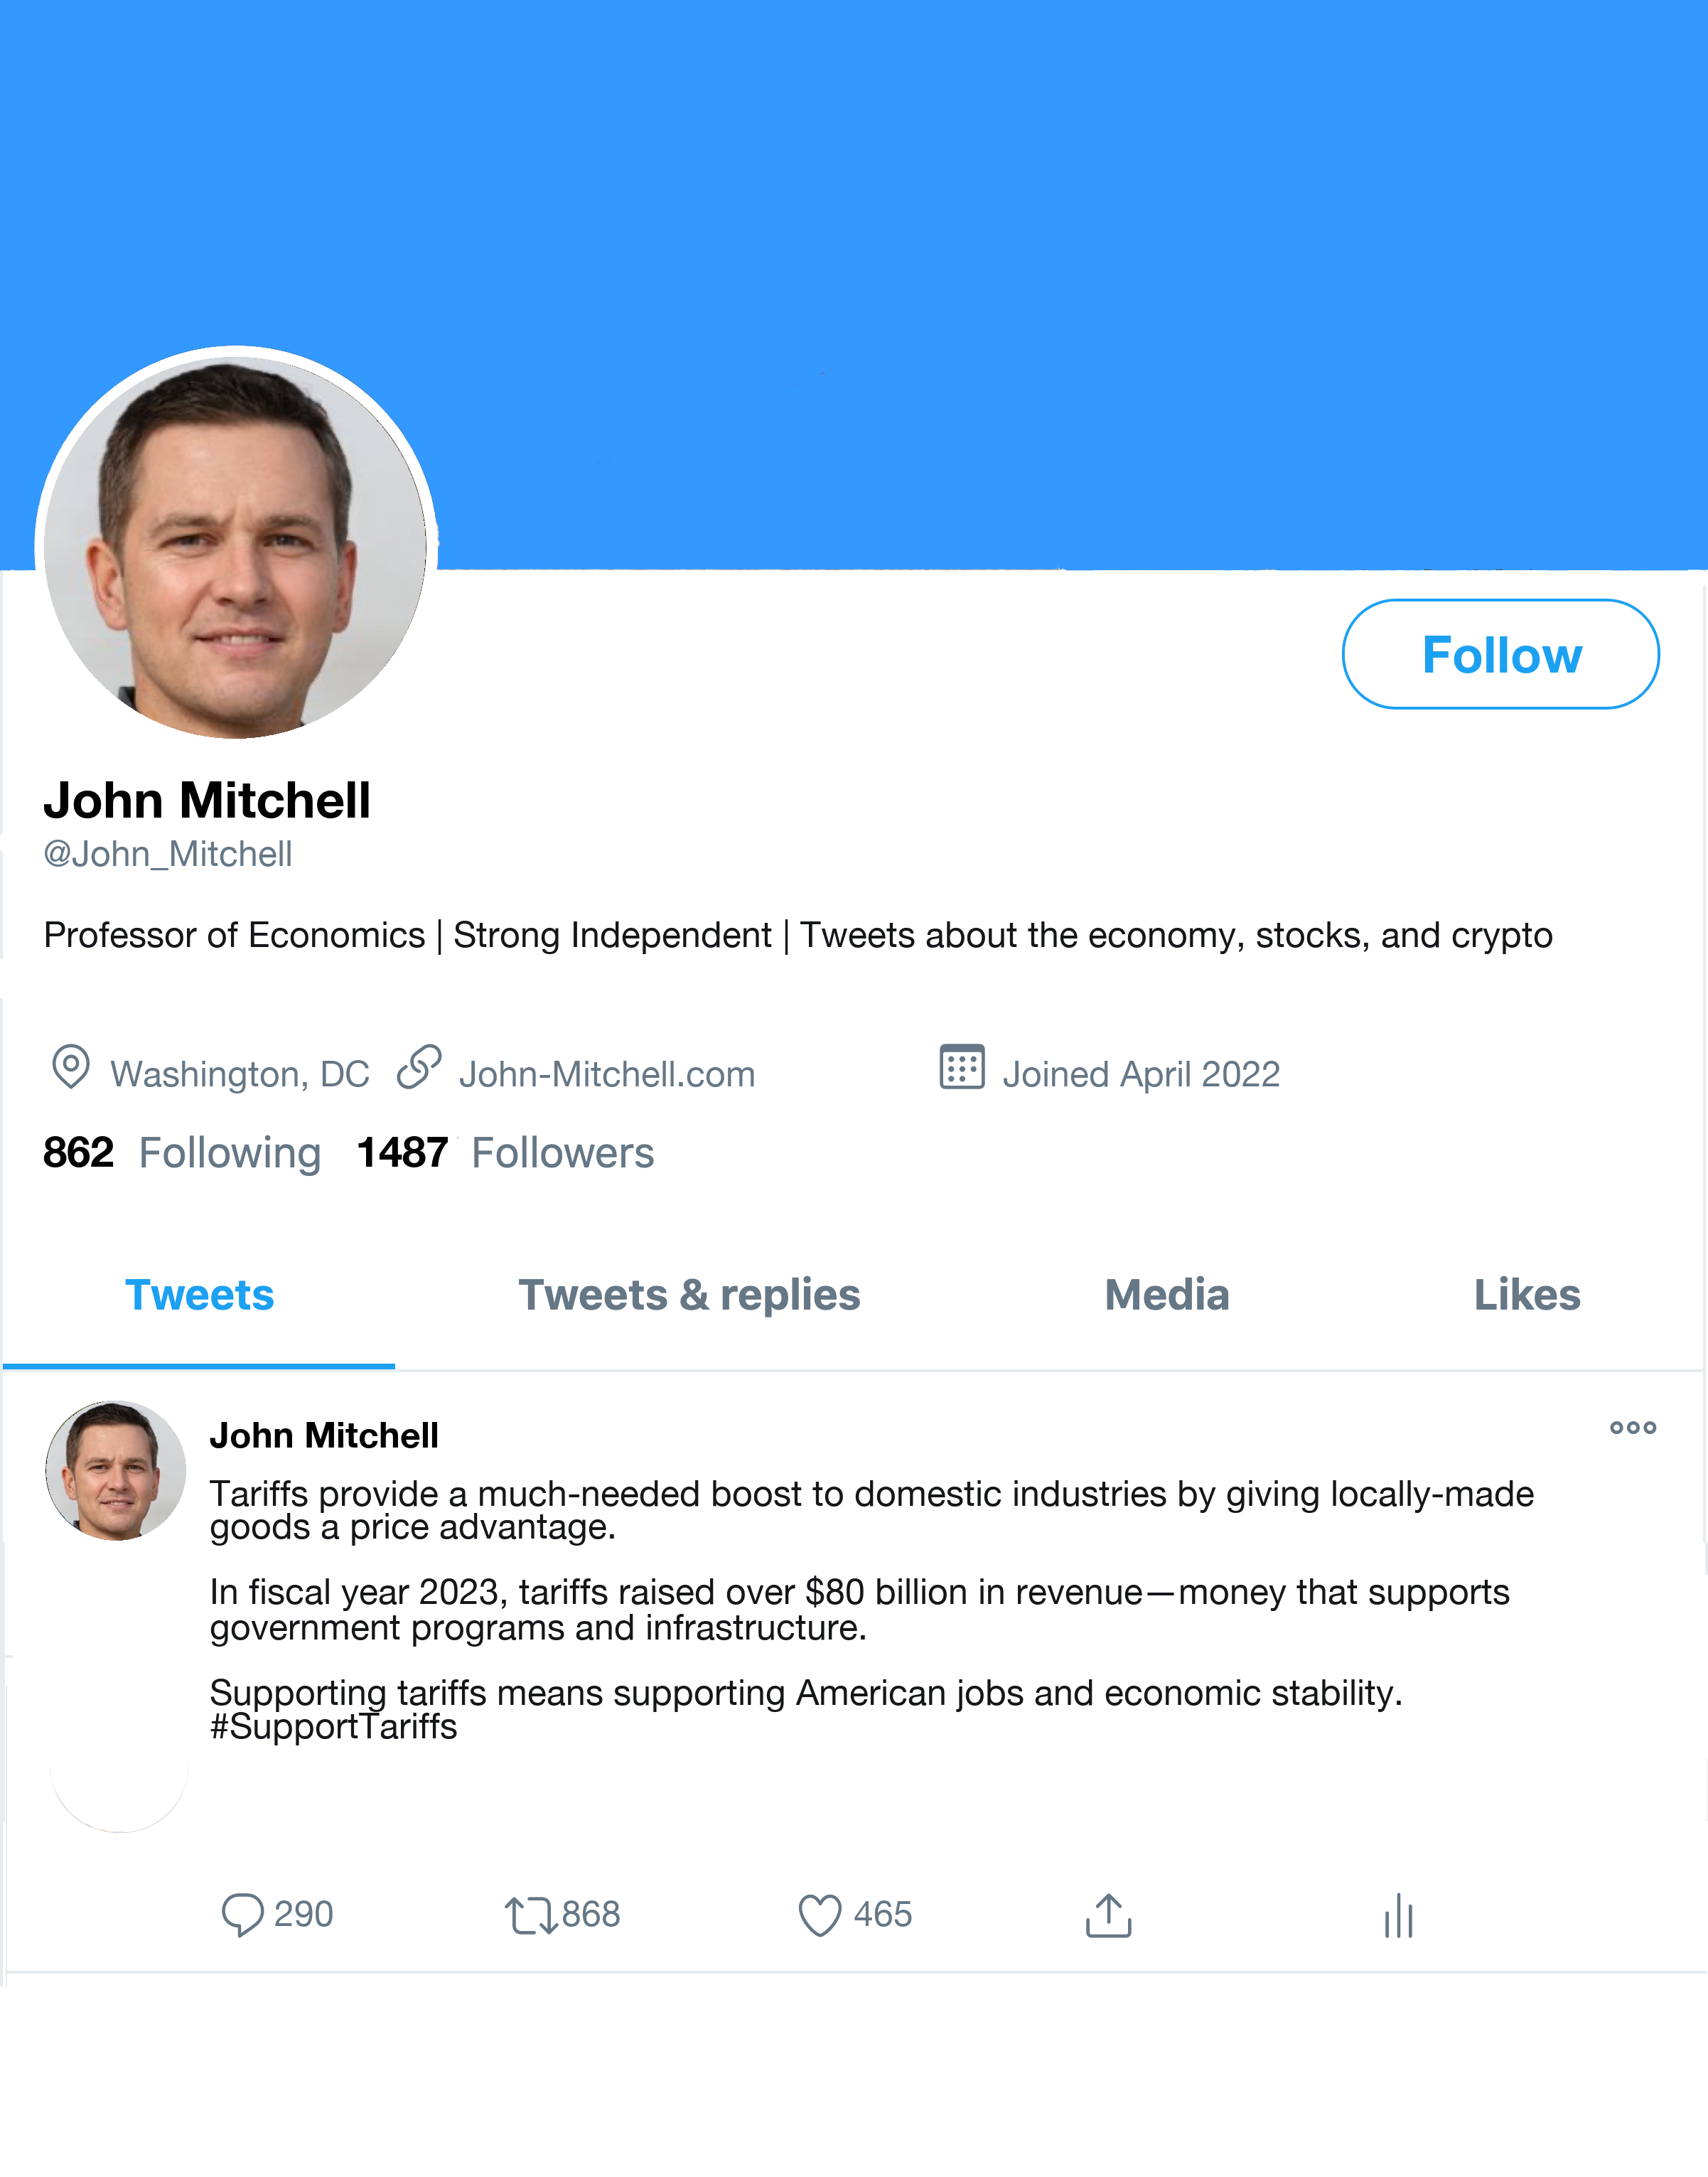 Follow
John Mitchell
@John_Mitchell
Professor of Economics | Strong Independent | Tweets about the economy, stocks, and crypto
Washington, DC John-Mitchell.com Joined April 2022
862 Following 1487 Followers
Tweets Tweets & replies Media Likes
John Mitchell
Tariffs provide a much-needed boost to domestic industries by giving locally-made
goods a price advantage.
In fiscal year 2023, tariffs raised over $80 billion in revenue—money that supports
government programs and infrastructure.
Supporting tariffs means supporting American jobs and economic stability.
#SupportTariffs
290 868 465